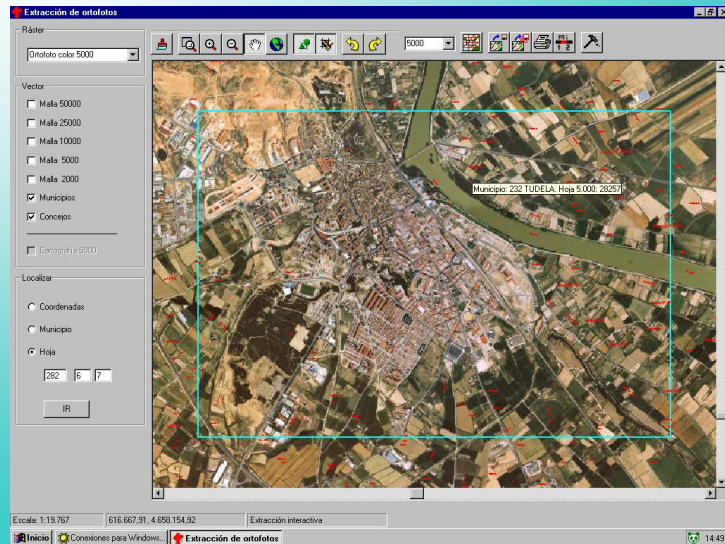 Extracción de ortofotos
Ráster
Ortofoto color 5000
5000
Vector
Malla 50000
Malla 25000
Malla 10000
Malla 5000
Malla 2000
Municipios
Concejos
Cartografía 5000
Localizar
Coordenadas
Municipio
Hoja
282 6 7
IR
Municipio: 232 TUDELA. Hoja 5.000: 28257
Escala: 1:19.767
616.667,91, 4.658.154,92
Extracción interactiva
Inicio
Conexiones para Windows...
Extracción de ortofotos
14:49